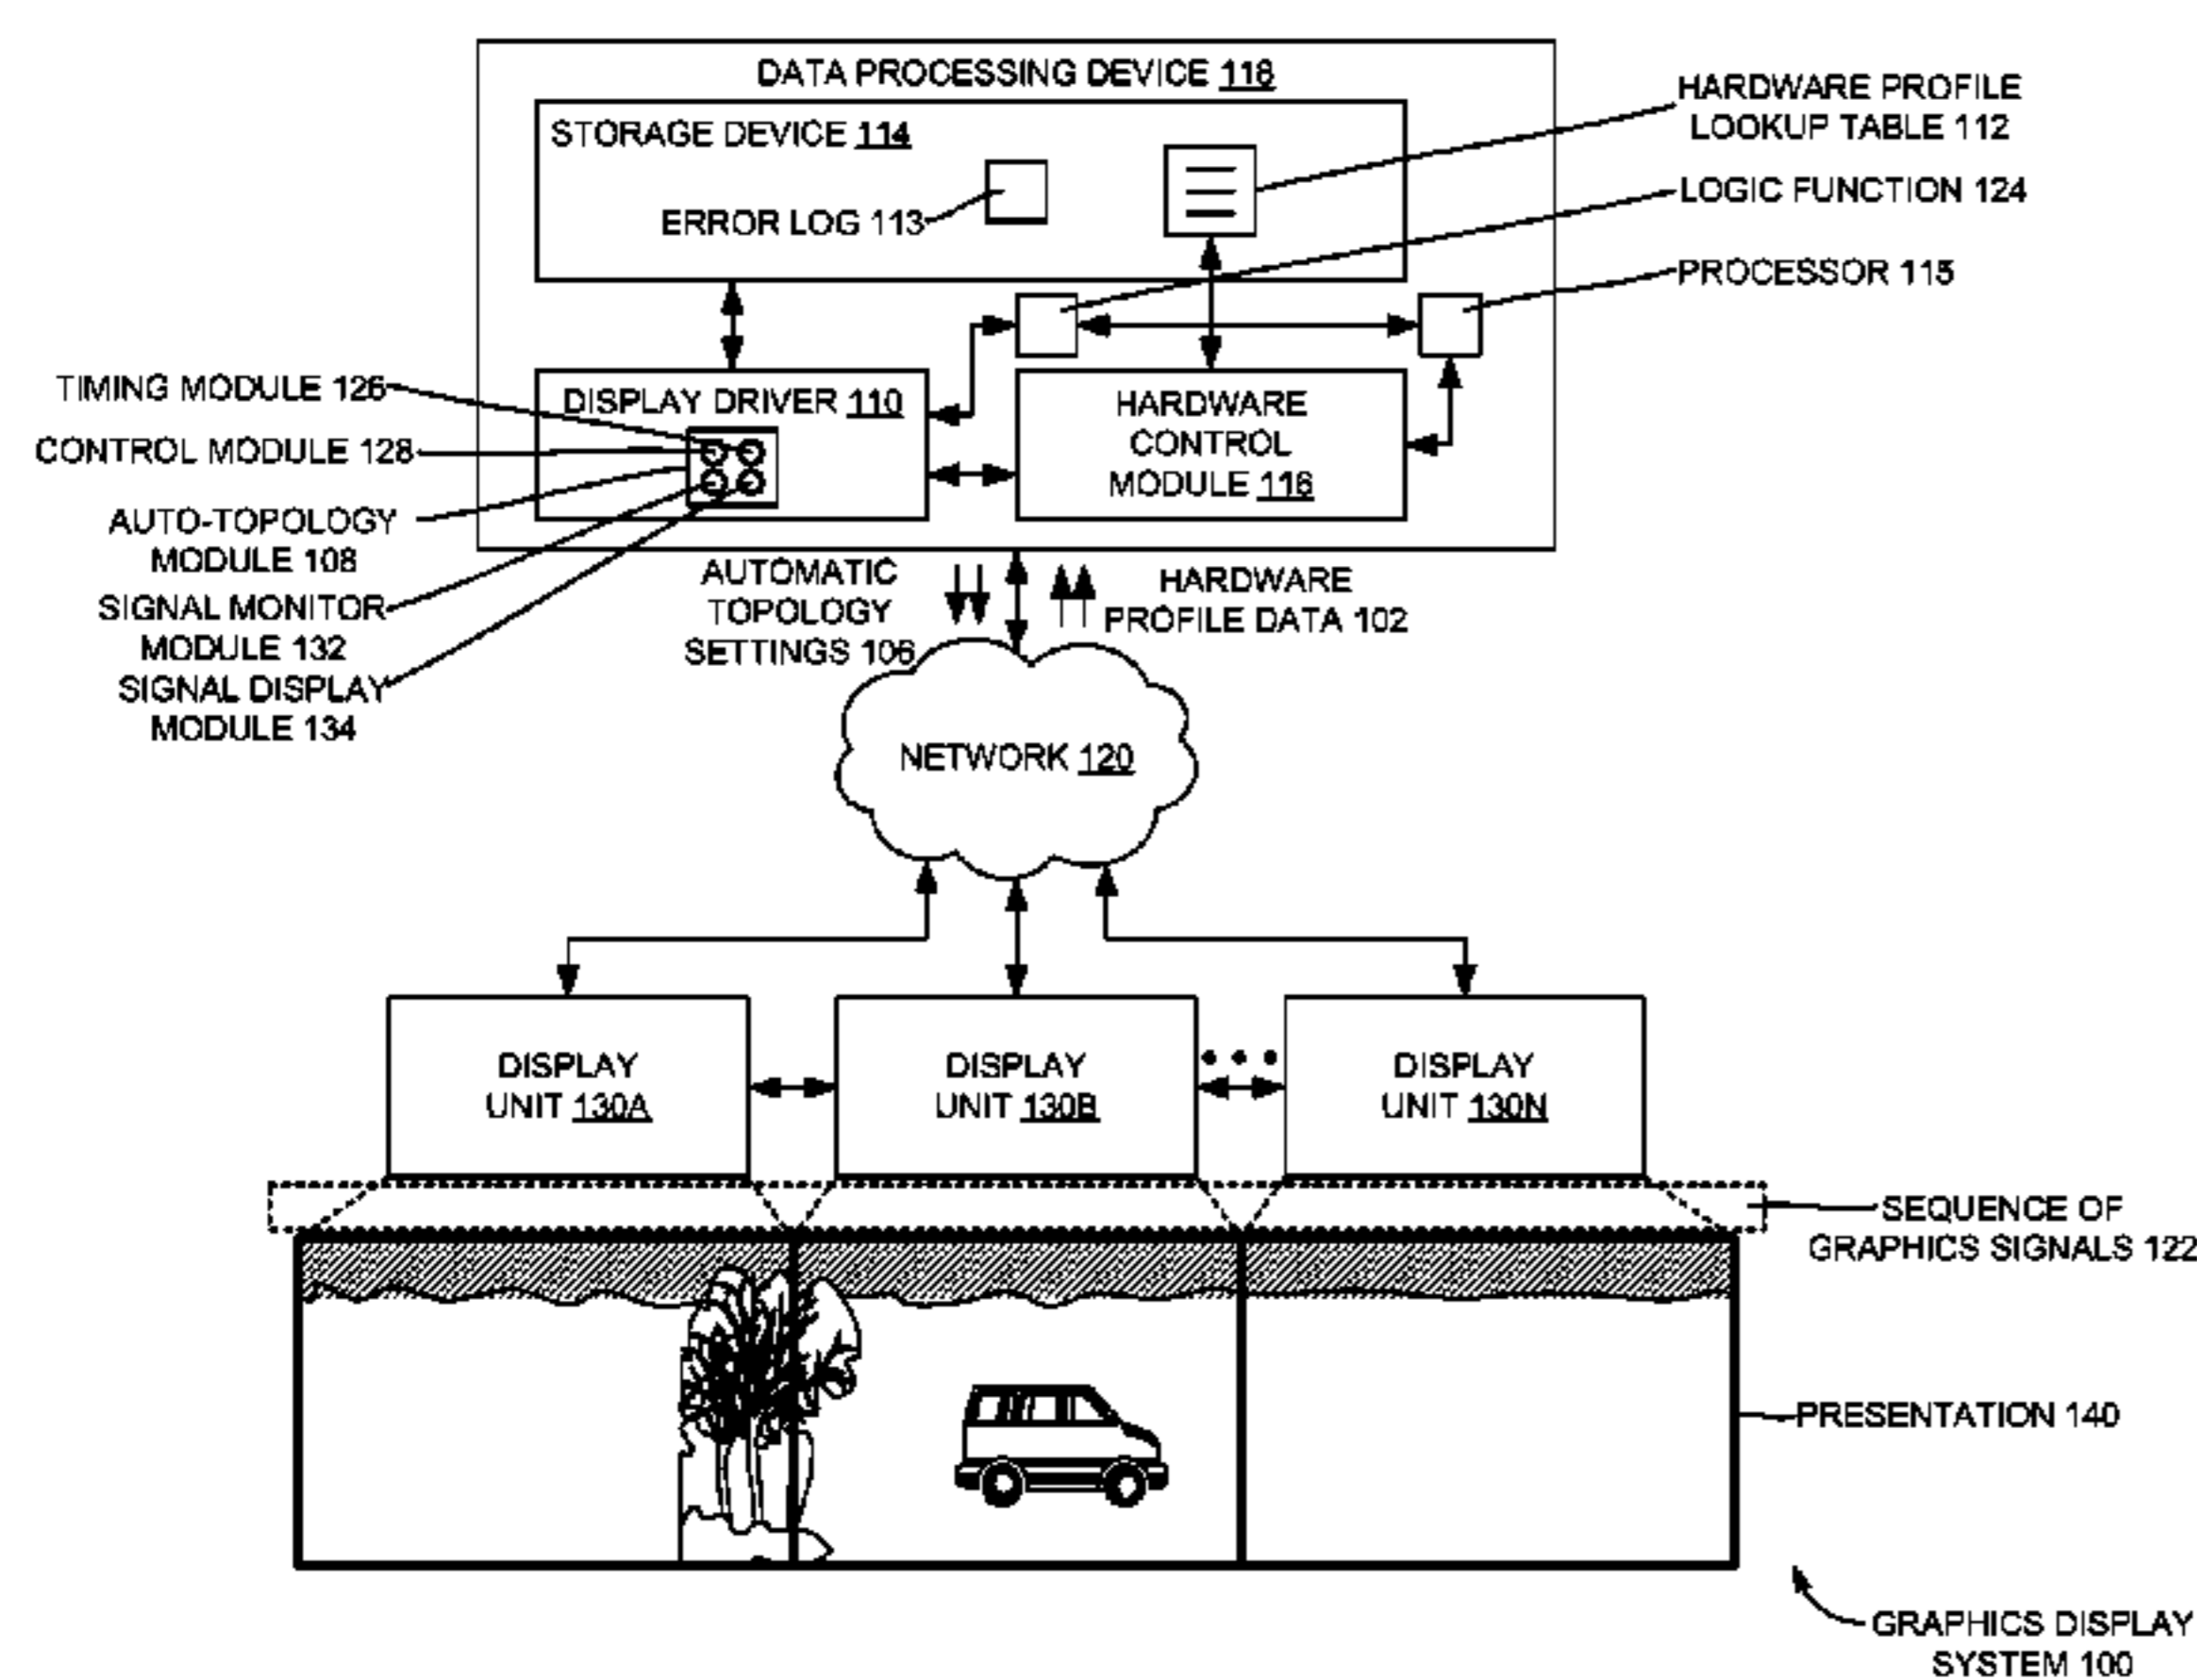 DATA PROCESSING DEVICE 118
STORAGE DEVICE 114
ERROR LOG 113
HARDWARE PROFILE
LOOKUP TABLE 112
LOGIC FUNCTION 124
PROCESSOR 115
TIMING MODULE 126
CONTROL MODULE 128
AUTO-TOPOLOGY
MODULE 108
SIGNAL MONITOR
MODULE 132
SIGNAL DISPLAY
MODULE 134
DISPLAY DRIVER 110
HARDWARE
CONTROL
MODULE 116
AUTOMATIC
TOPOLOGY
SETTINGS 106
HARDWARE
PROFILE DATA 102
NETWORK 120
DISPLAY
UNIT 130A
DISPLAY
UNIT 130B
DISPLAY
UNIT 130N
SEQUENCE OF
GRAPHICS SIGNALS 122
PRESENTATION 140
GRAPHICS DISPLAY
SYSTEM 100